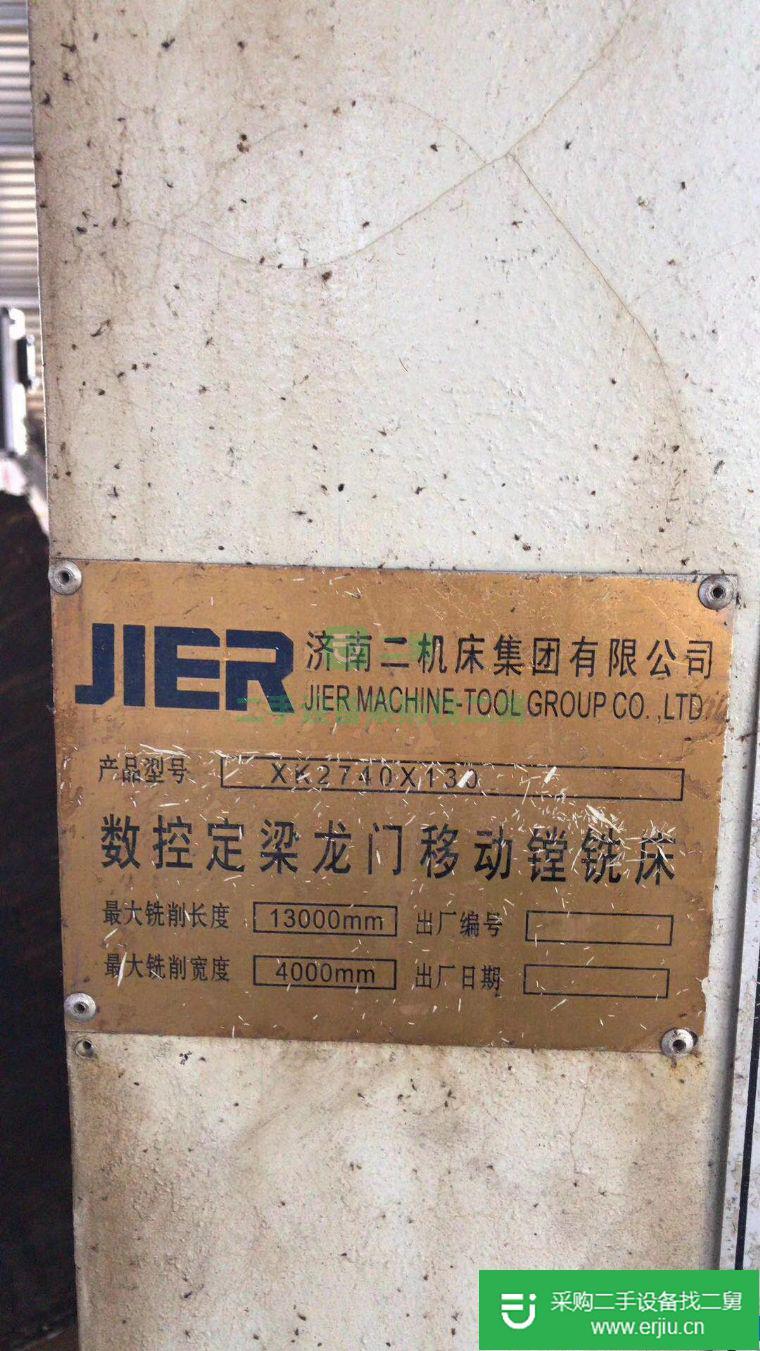 JIER 济南二机床集团有限公司
JIER MACHINE-TOOL GROUP CO.,LTD.
产品型号 XK2740X130
数控定梁龙门移动镗铣床
最大铣削长度 13000mm 出厂编号
最大铣削宽度 4000mm 出厂日期
采购二手设备找二舅
www.erjiu.cn